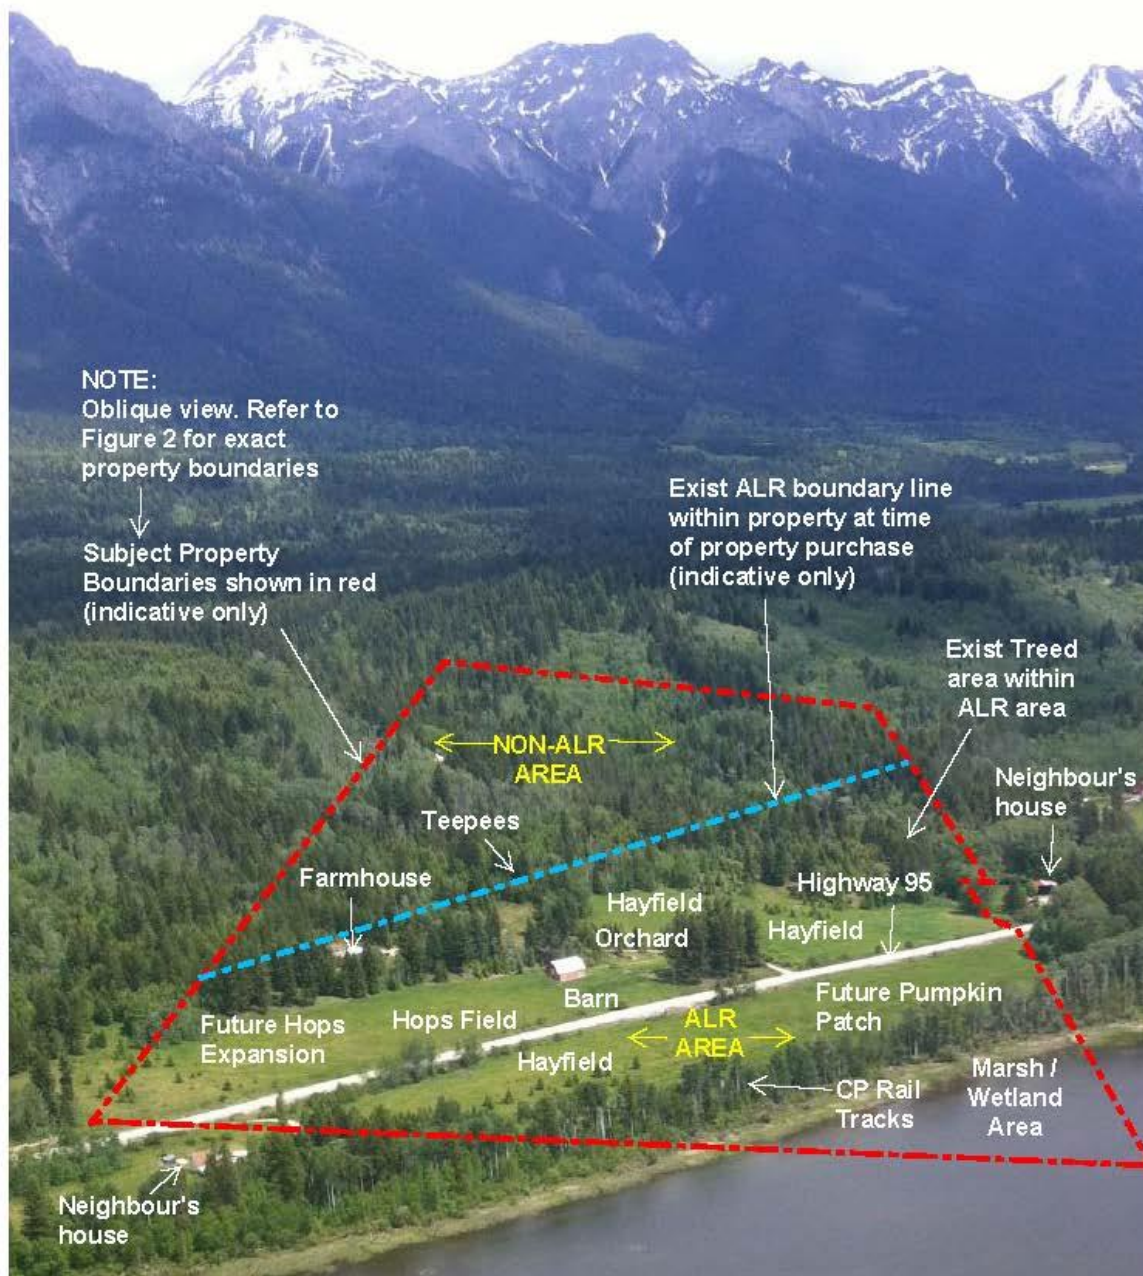 NOTE:
Oblique view. Refer to
Figure 2 for exact
property boundaries
Subject Property
Boundaries shown in red
(indicative only)
Exist ALR boundary line
within property at time
of property purchase
(indicative only)
Exist Treed
area within
ALR area
NON-ALR
AREA
Neighbour's
house
Teepees
Farmhouse
Highway 95
Hayfield
Orchard
Hayfield
Barn
Future Pumpkin
Patch
Future Hops
Expansion
Hops Field
ALR
AREA
Hayfield
CP Rail
Tracks
Marsh /
Wetland
Area
Neighbour's
house